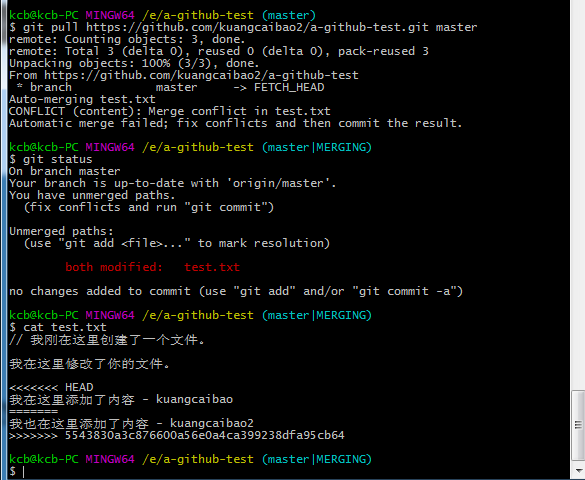 kcb@kcb-PC MINGW64 /e/a-github-test (master)
$ git pull https://github.com/kuangcaibao2/a-github-test.git master
remote: Counting objects: 3, done.
remote: Total 3 (delta 0), reused 0 (delta 0), pack-reused 3
Unpacking objects: 100% (3/3), done.
From https://github.com/kuangcaibao2/a-github-test
 * branch            master     -> FETCH_HEAD
Auto-merging test.txt
CONFLICT (content): Merge conflict in test.txt
Automatic merge failed; fix conflicts and then commit the result.
kcb@kcb-PC MINGW64 /e/a-github-test (master|MERGING)
$ git status
On branch master
Your branch is up-to-date with 'origin/master'.
You have unmerged paths.
  (fix conflicts and run "git commit")
Unmerged paths:
  (use "git add <file>..." to mark resolution)
        both modified:   test.txt
no changes added to commit (use "git add" and/or "git commit -a")
kcb@kcb-PC MINGW64 /e/a-github-test (master|MERGING)
$ cat test.txt
// 我刚在这里创建了一个文件。
我在这里修改了你的文件。
<<<<<<< HEAD
我在这里添加了内容 - kuangcaibao
=======
我也在这里添加了内容 - kuangcaibao2
>>>>>>> 5543830a3c876600a56e0a4ca399238dfa95cb64
kcb@kcb-PC MINGW64 /e/a-github-test (master|MERGING)
$